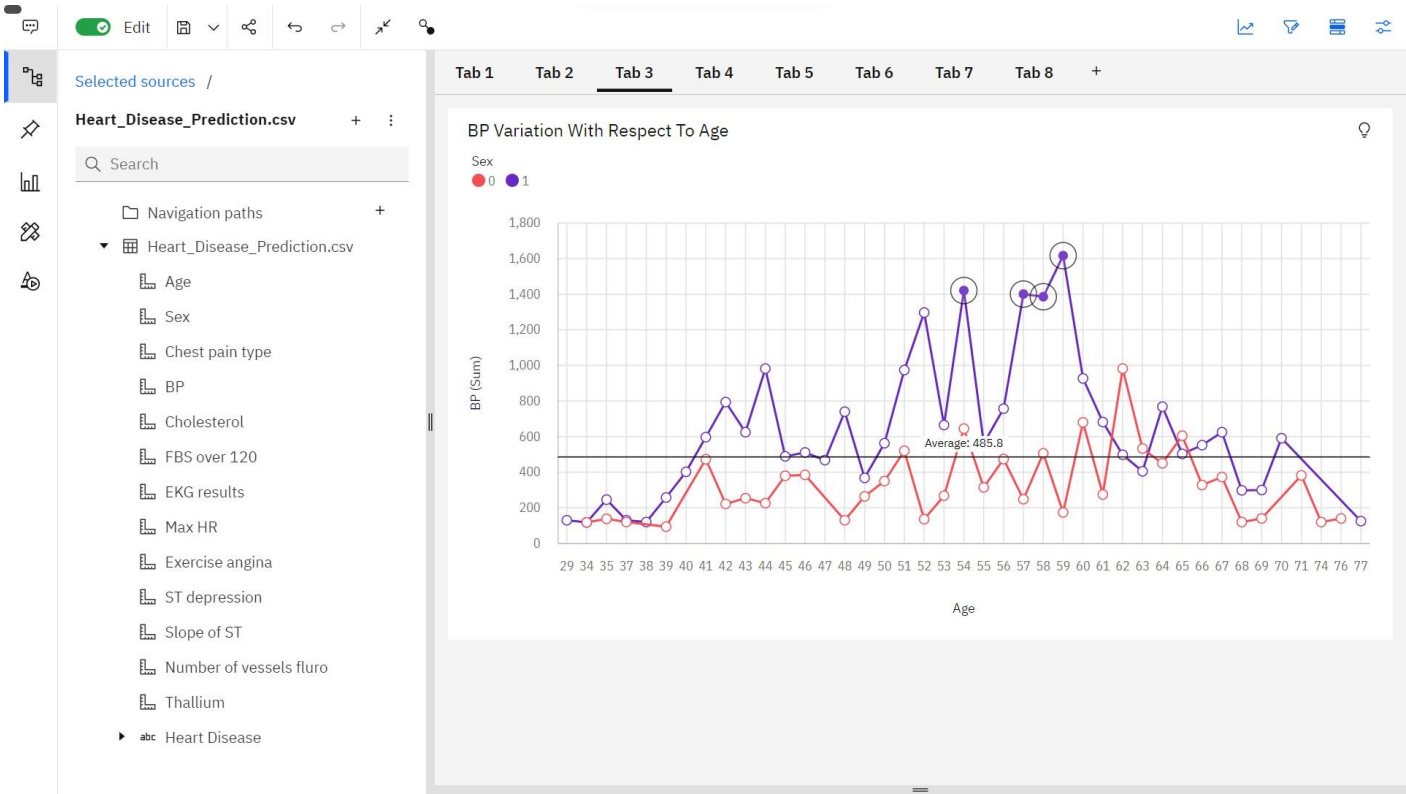 Edit
Tab 1 Tab 2 Tab 3 Tab 4 Tab 5 Tab 6 Tab 7 Tab 8 +
Selected sources /
Heart_Disease_Prediction.csv + 
Search
Navigation paths +
Heart_Disease_Prediction.csv
Age
Sex
Chest pain type
BP
Cholesterol
FBS over 120
EKG results
Max HR
Exercise angina
ST depression
Slope of ST
Number of vessels fluro
Thallium
abc Heart Disease
BP Variation With Respect To Age
Sex
0 1
BP (Sum)
1,800
1,600
1,400
1,200
1,000
800
600
400
200
0
Average: 485.8
29 34 35 37 38 39 40 41 42 43 44 45 46 47 48 49 50 51 52 53 54 55 56 57 58 59 60 61 62 63 64 65 66 67 68 69 70 71 74 76 77
Age